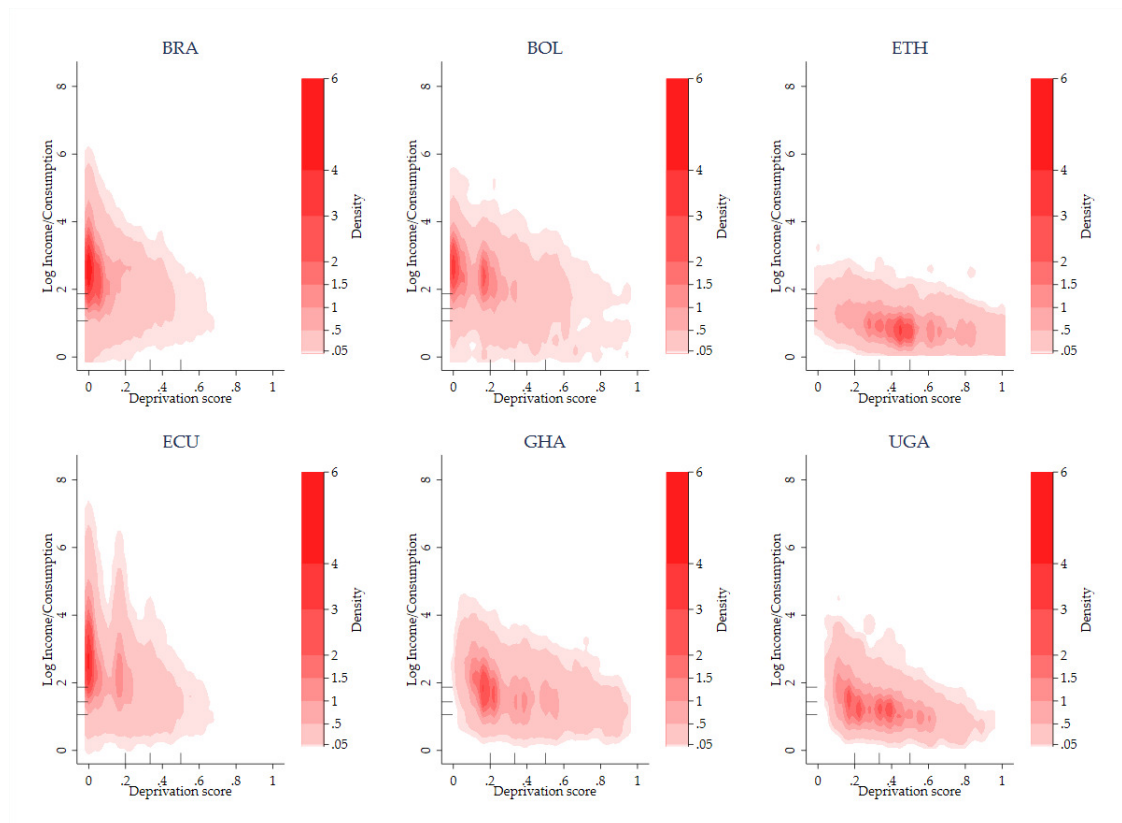 BRA
8
6
4
2
0
Log Income/Consumption
0 .2 .4 .6 .8 1
Deprivation score
6
4
3
2
1.5
1
.5
.05
Density
BOL
8
6
4
2
0
Log Income/Consumption
0 .2 .4 .6 .8 1
Deprivation score
6
4
3
2
1.5
1
.5
.05
Density
ETH
8
6
4
2
0
Log Income/Consumption
0 .2 .4 .6 .8 1
Deprivation score
6
4
3
2
1.5
1
.5
.05
Density
ECU
8
6
4
2
0
Log Income/Consumption
0 .2 .4 .6 .8 1
Deprivation score
6
4
3
2
1.5
1
.5
.05
Density
GHA
8
6
4
2
0
Log Income/Consumption
0 .2 .4 .6 .8 1
Deprivation score
6
4
3
2
1.5
1
.5
.05
Density
UGA
8
6
4
2
0
Log Income/Consumption
0 .2 .4 .6 .8 1
Deprivation score
6
4
3
2
1.5
1
.5
.05
Density